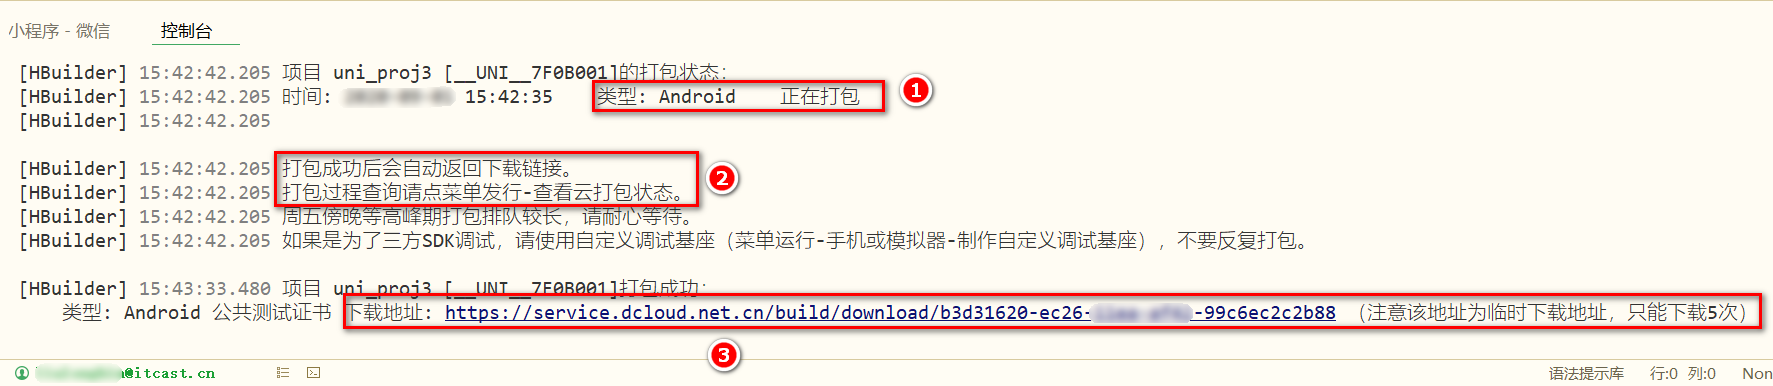 小程序 - 微信 控制台
[HBuilder] 15:42:42.205 项目 uni_proj3 [__UNI__7F0B001]的打包状态:
[HBuilder] 15:42:42.205 时间: 15:42:35 类型: Android 正在打包
1
[HBuilder] 15:42:42.205
[HBuilder] 15:42:42.205 打包成功后会自动返回下载链接。
2
[HBuilder] 15:42:42.205 打包过程查询请点菜单发行-查看云打包状态。
[HBuilder] 15:42:42.205 周五傍晚等高峰期打包排队较长，请耐心等待。
[HBuilder] 15:42:42.205 如果是为了三方SDK调试，请使用自定义调试基座（菜单运行-手机或模拟器-制作自定义调试基座），不要反复打包。
[HBuilder] 15:43:33.480 项目 uni_proj3 [__UNI__7F0B001]打包成功:
类型: Android 公共测试证书 下载地址: https://service.dcloud.net.cn/build/download/b3d31620-ec26- -99c6ec2c2b88 （注意该地址为临时下载地址，只能下载5次）
3
@itcast.cn 语法提示库 行:0 列:0 Non